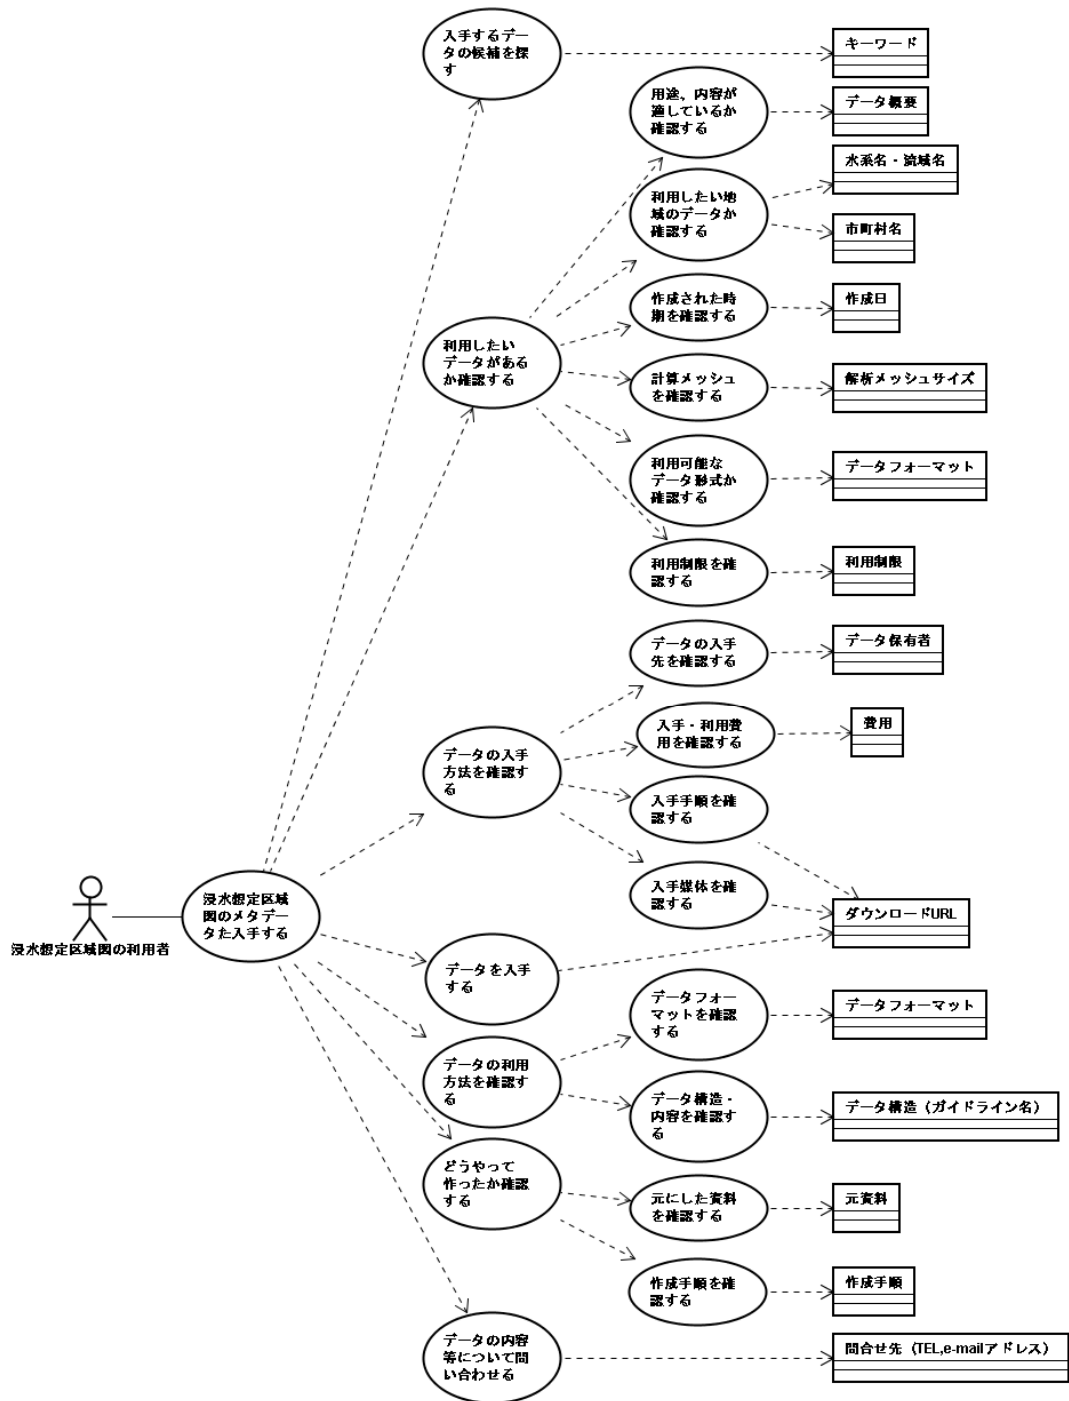 入手するデー
タの候補を探
す
キーワード
用途、内容が
適しているか
確認する
データ概要
利用したい地
域のデータか
確認する
水系名・流域名
市町村名
作成された時
期を確認する
作成日
利用したい
データがある
か確認する
計算メッシュ
を確認する
解析メッシュサイズ
利用可能な
データ形式か
確認する
データフォーマット
利用制限を確
認する
利用制限
データの入手
先を確認する
データ保有者
入手・利用費
用を確認する
費用
データの入手
方法を確認す
る
入手手順を確
認する
入手媒体を確
認する
ダウンロードURL
浸水想定区域
図のメタデー
タた入手する
浸水想定区域図の利用者
データを入手
する
データフォー
マットを確認
する
データフォーマット
データの利用
方法を確認す
る
データ構造・
内容を確認す
る
データ構造（ガイドライン名）
どうやって
作ったか確認
する
元にした資料
を確認する
元資料
作成手順を確
認する
作成手順
データの内容
等について問
い合わせる
問合せ先（TEL,e-mailアドレス）